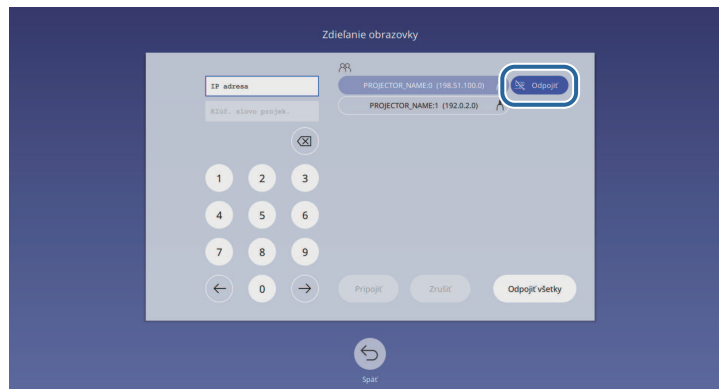 Zdieľanie obrazovky
IP adresa
Kľúč. slovo projek.
PROJECTOR_NAME:0 (198.51.100.0)
Odpojiť
PROJECTOR_NAME:1 (192.0.2.0)
1 2 3
4 5 6
7 8 9
0
Pripojiť Zrušiť Odpojiť všetky
Späť